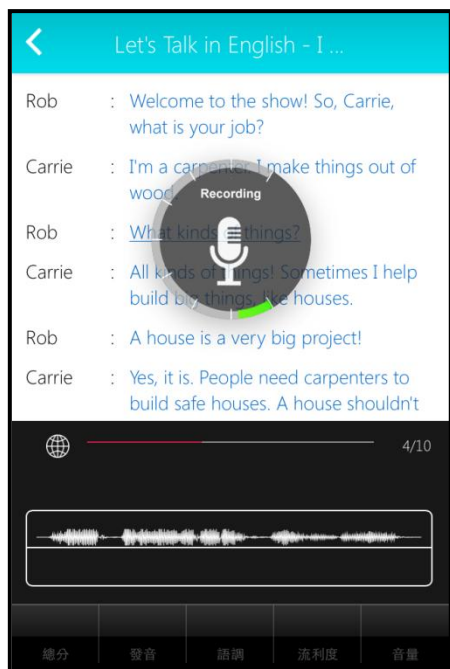 Let's Talk in English - I ...
Rob : Welcome to the show! So, Carrie,
what is your job?
Carrie : I'm a carpenter. I make things out of
wood.
Recording
Rob : What kinds of things?
Carrie : All kinds of things! Sometimes I help
build big things, like houses.
Rob : A house is a very big project!
Carrie : Yes, it is. People need carpenters to
build safe houses. A house shouldn't
4/10
總分 發音 語調 流利度 音量